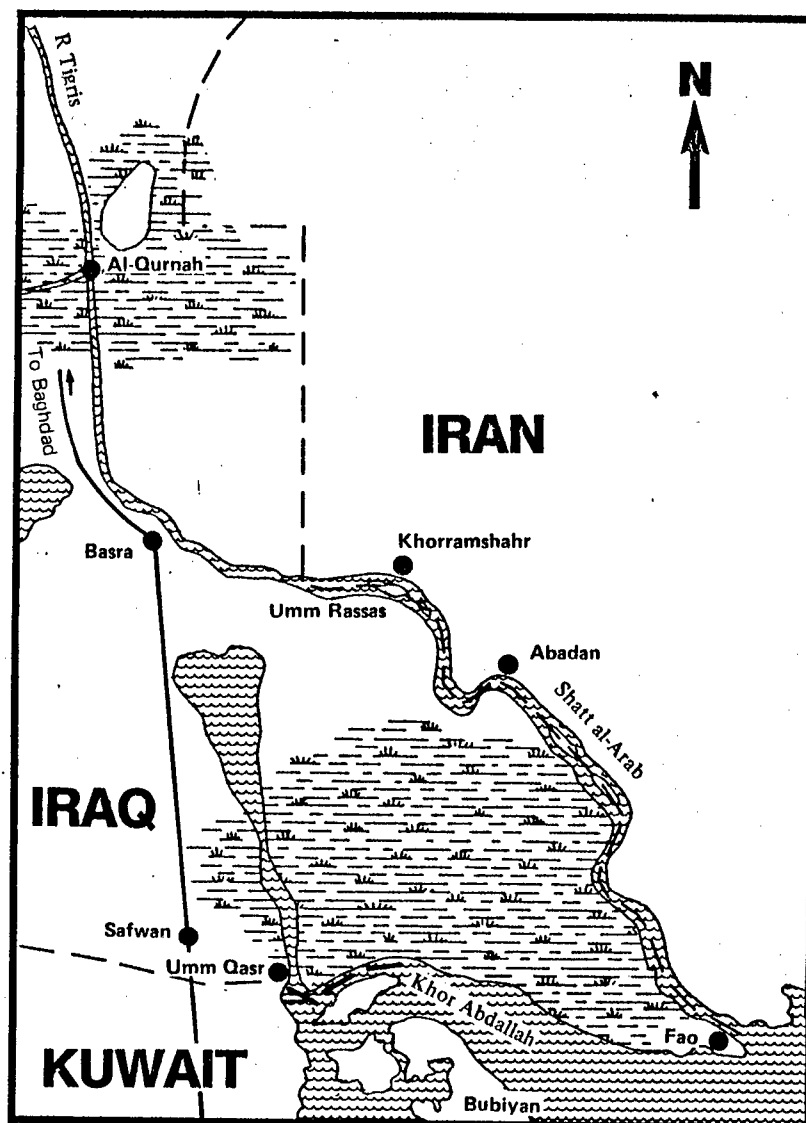 R Tigris
N
Al-Qurnah
To Baghdad
IRAN
Khorramshahr
Basra
Umm Rassas
Abadan
Shatt al-Arab
IRAQ
Safwan
Umm Qasr
Khor Abdallah
Fao
KUWAIT
Bubiyan